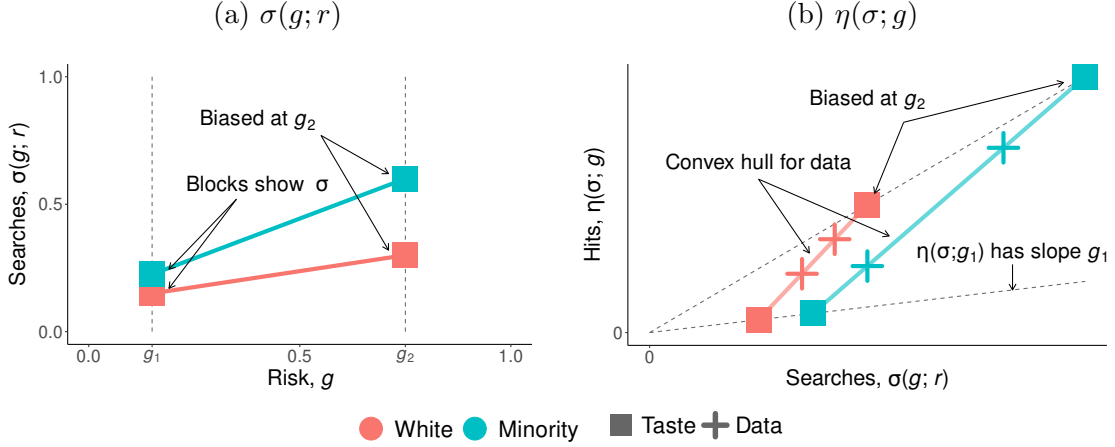 (a) σ(g; r)
(b) η(σ; g)
Searches, σ(g; r)
1.0
0.5
0.0
Biased at g₂
Blocks show σ
0.0
g₁
0.5
g₂
1.0
Risk, g
Hits, η(σ; g)
0
Biased at g₂
Convex hull for data
η(σ;g₁) has slope g₁
0
Searches, σ(g; r)
White
Minority
Taste
Data